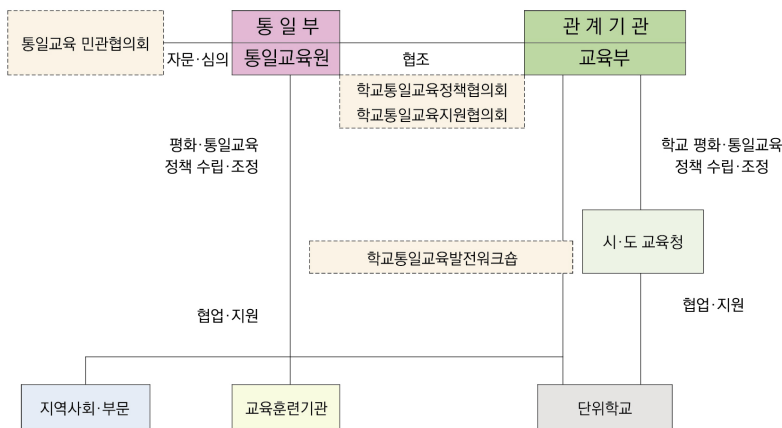 통일교육 민관협의회
자문·심의
통 일 부
통일교육원
협조
관 계 기 관
교육부
학교통일교육정책협의회
학교통일교육지원협의회
평화·통일교육
정책 수립·조정
학교 평화·통일교육
정책 수립·조정
시·도 교육청
학교통일교육발전워크숍
협업·지원
협업·지원
지역사회·부문
교육훈련기관
단위학교